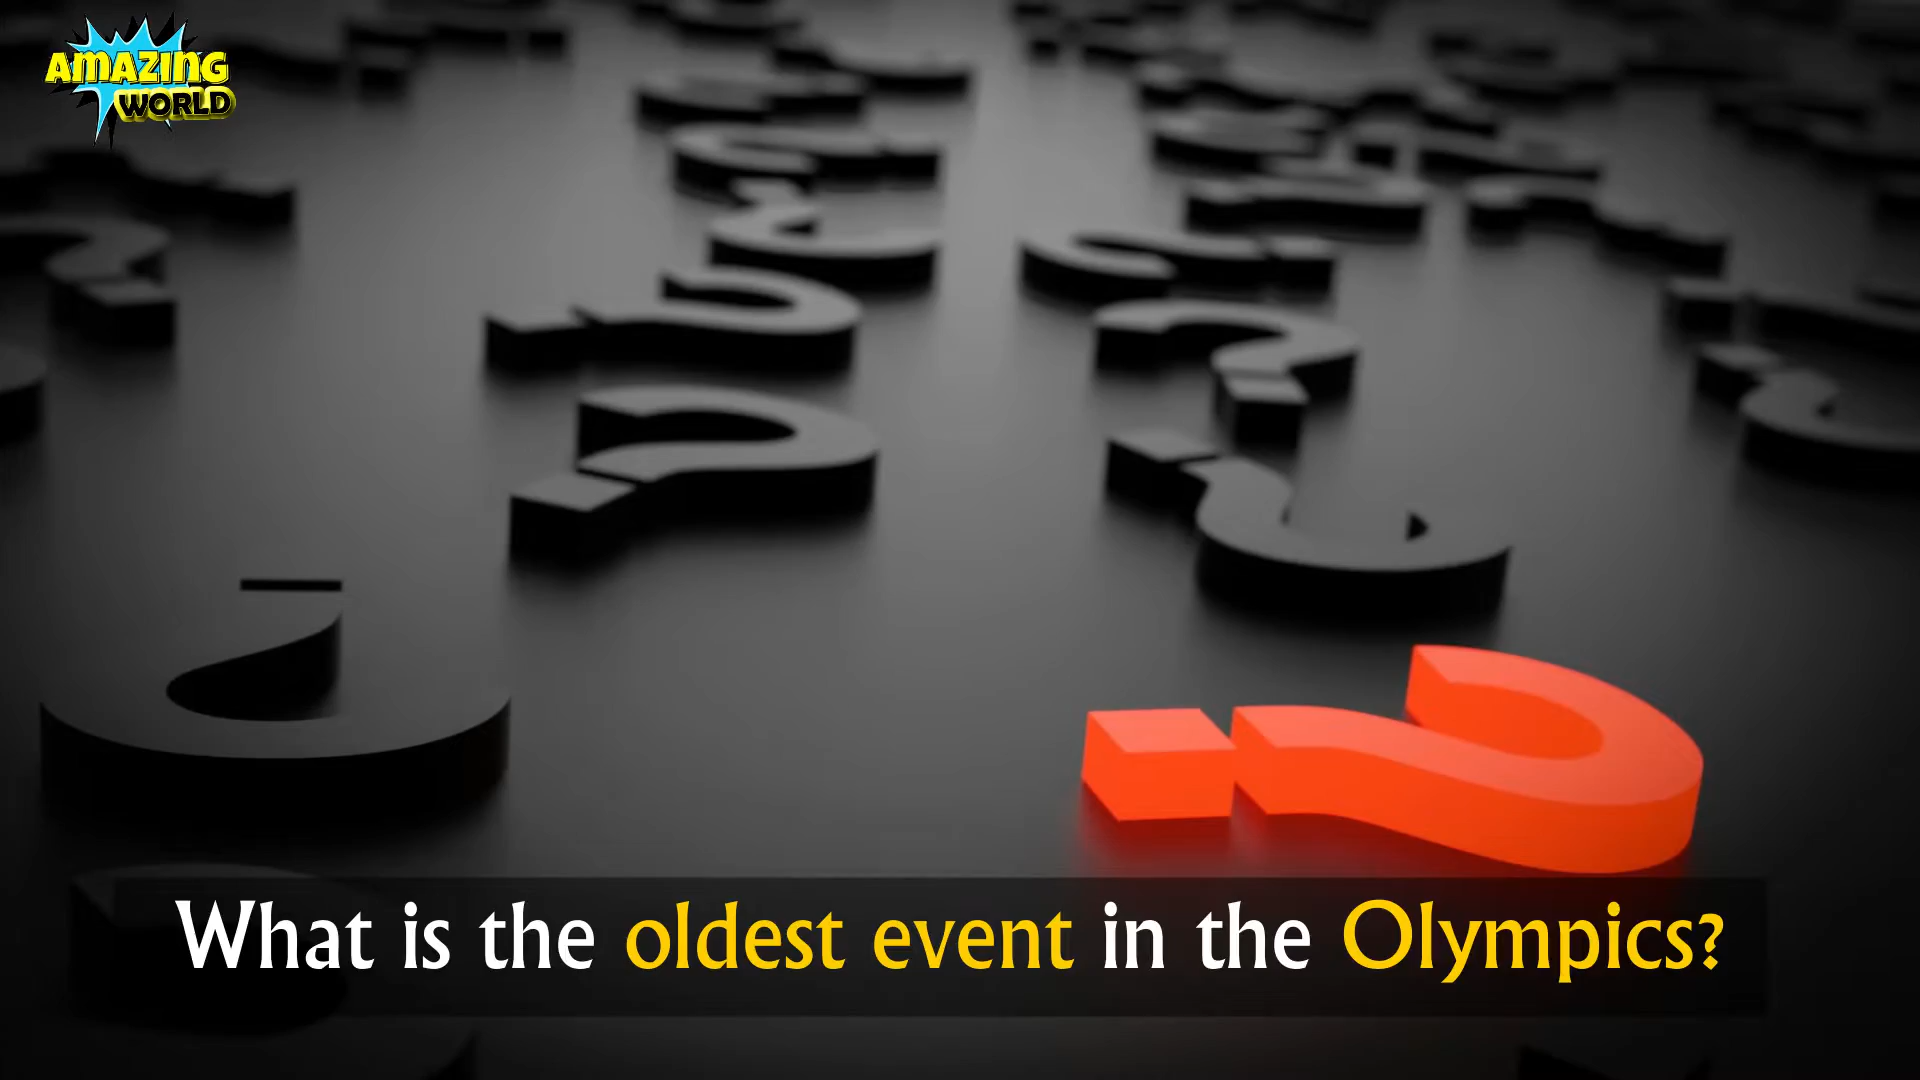 AMAZING
WORLD
What is the oldest event in the Olympics?